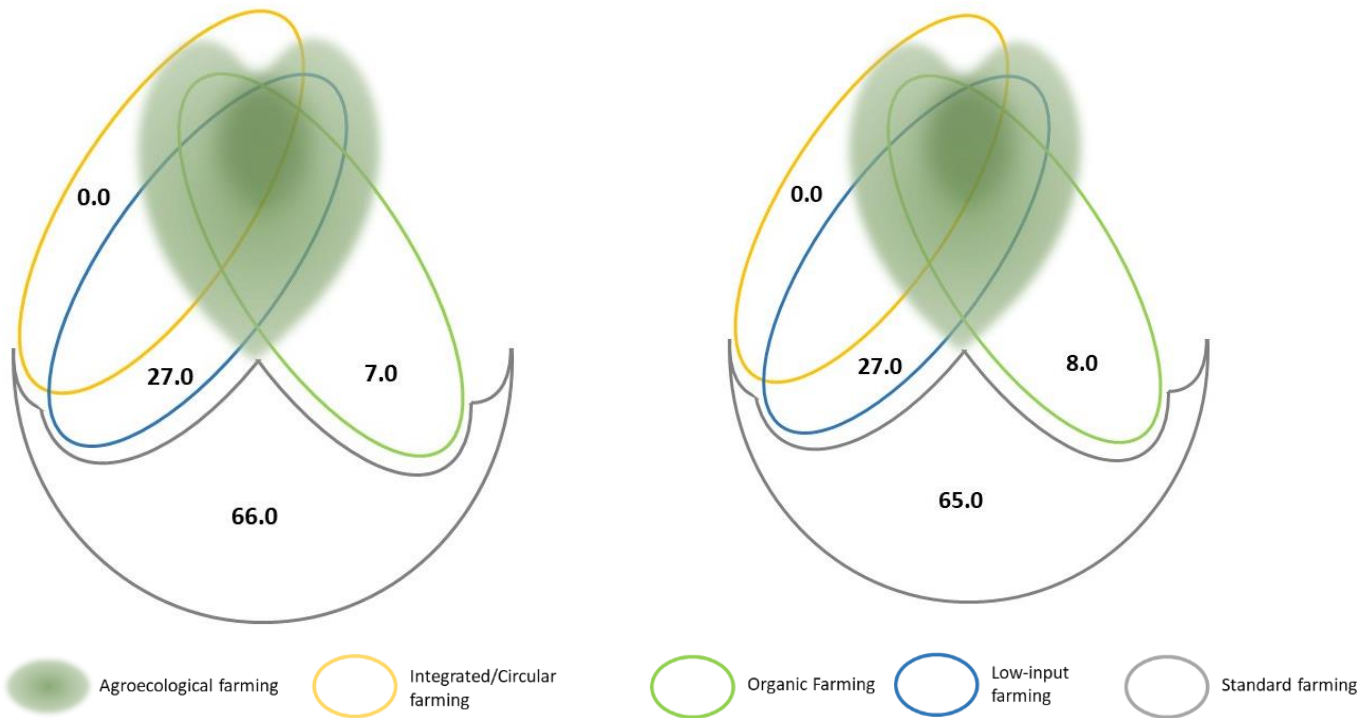 0.0
27.0
7.0
66.0
0.0
27.0
8.0
65.0
Agroecological farming
Integrated/Circular
farming
Organic Farming
Low-input
farming
Standard farming